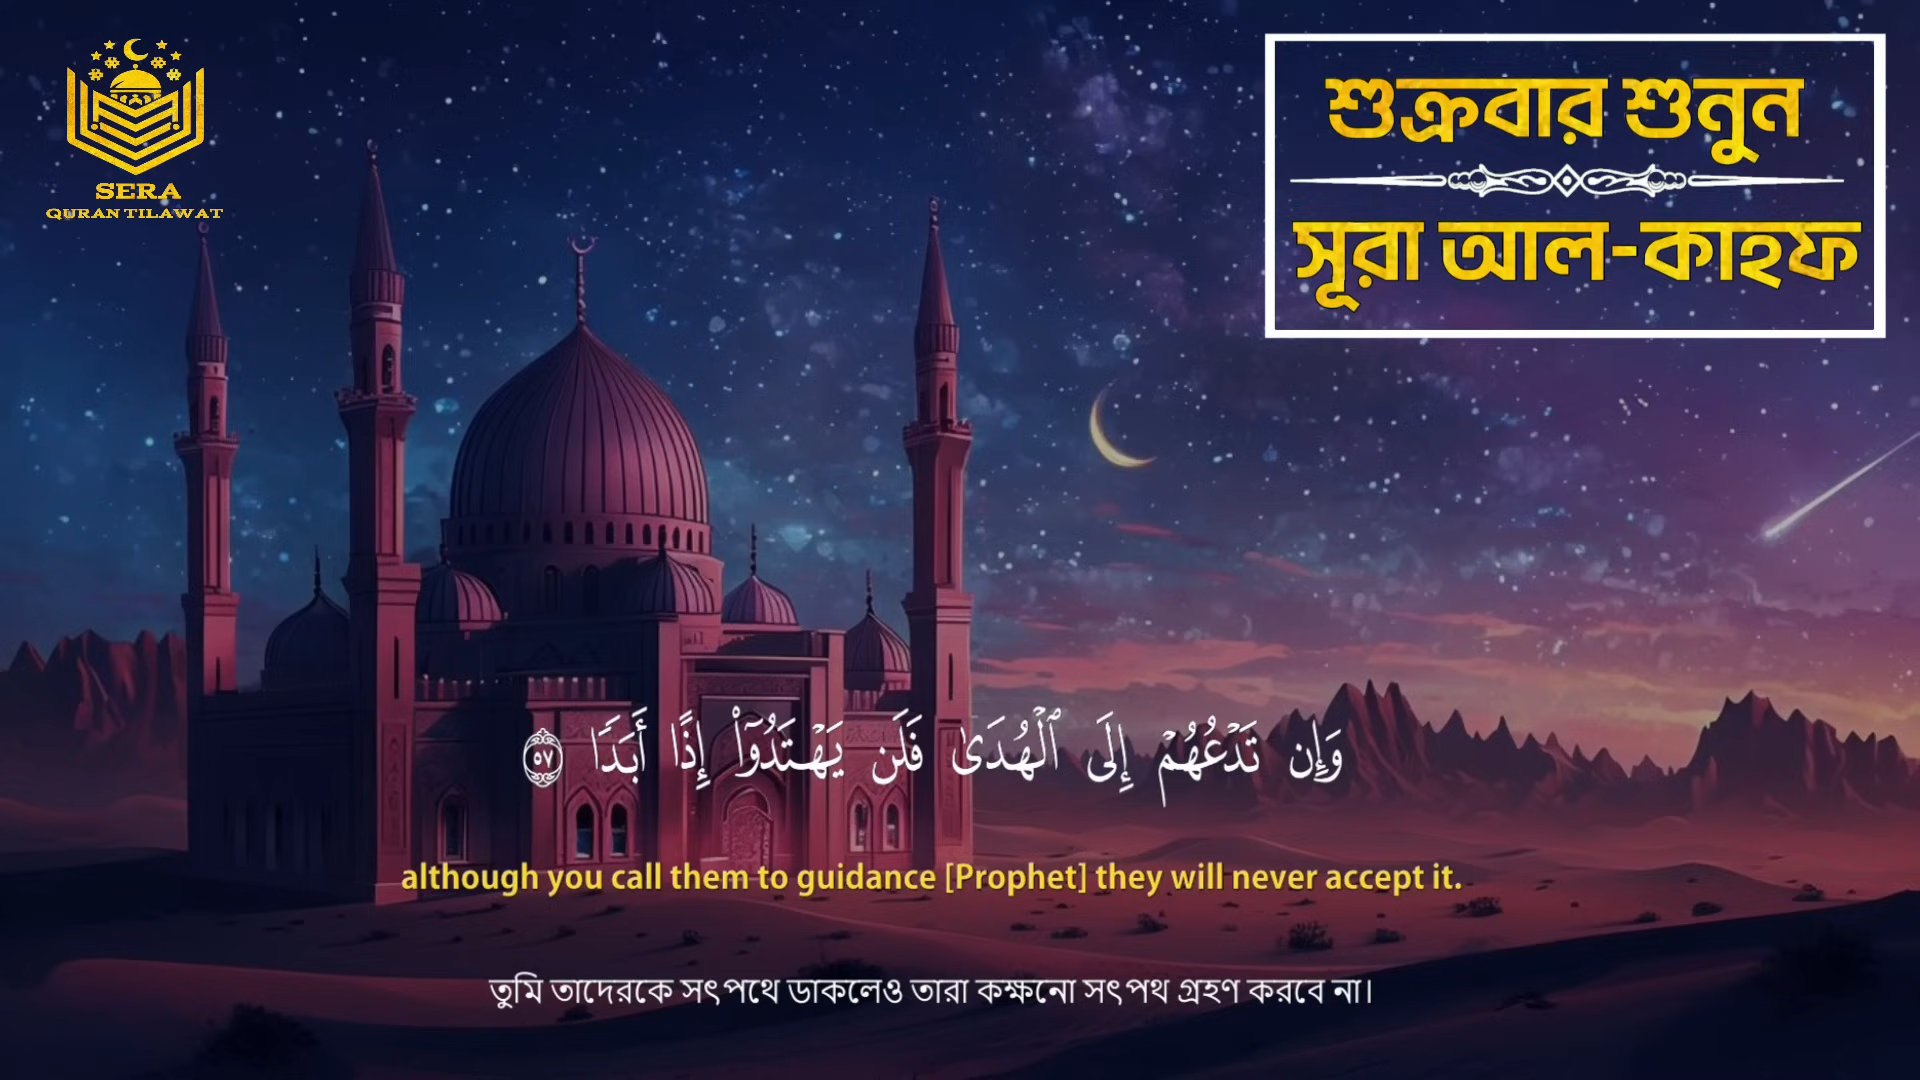 SERA
QURAN TILAWAT
শুক্রবার শুনুন
সূরা আল-কাহফ
وَإِن تَدْعُهُمْ إِلَى ٱلْهُدَىٰ فَلَن يَهْتَدُوٓا۟ إِذًا أَبَدًا ٥٧
although you call them to guidance [Prophet] they will never accept it.
তুমি তাদেরকে সৎপথে ডাকলেও তারা কক্ষনো সৎপথ গ্রহণ করবে না।